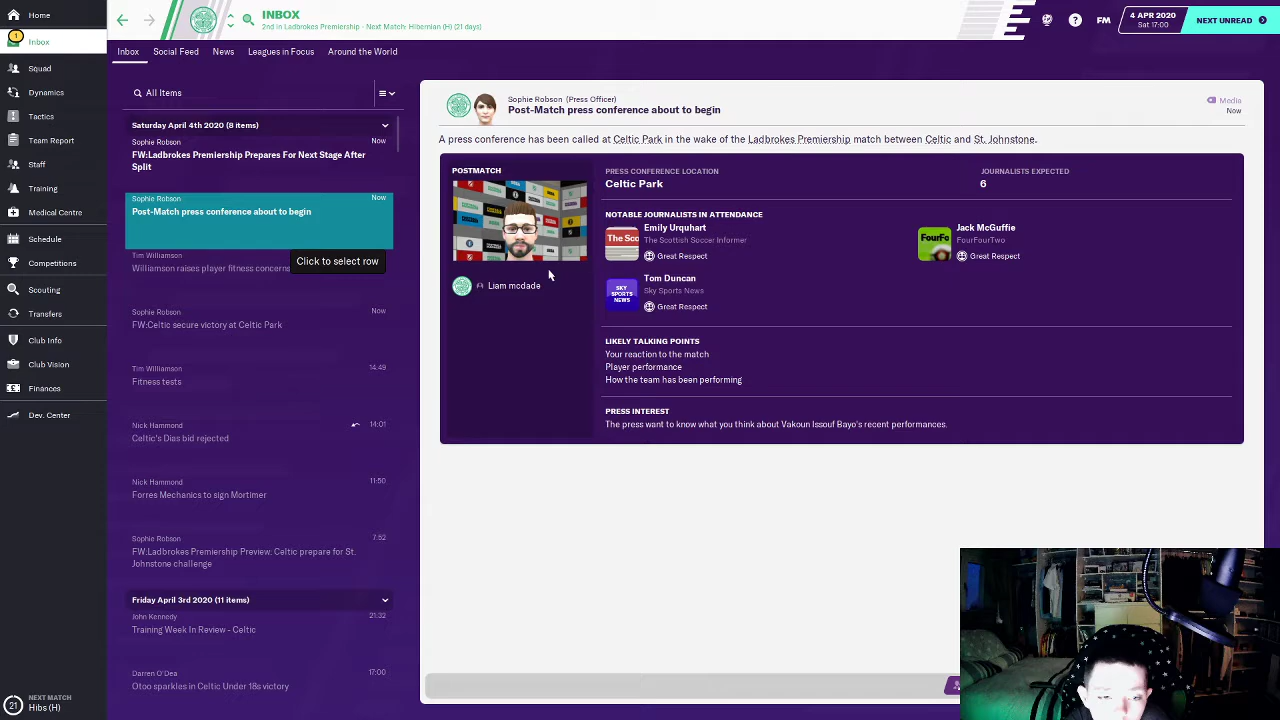 Home
INBOX
2nd in Ladbrokes Premiership - Next Match: Hibernian (H) (21 days)
FM
4 APR 2020
Sat 17:00
NEXT UNREAD
1
Inbox
Squad
Dynamics
Tactics
Team Report
Staff
Training
Medical Centre
Schedule
Competitions
Scouting
Transfers
Club Info
Club Vision
Finances
Dev. Center
NEXT MATCH
21
Hibs (H)
Inbox
Social Feed
News
Leagues in Focus
Around the World
All Items
Saturday April 4th 2020 (8 items)
Sophie Robson
Now
FW:Ladbrokes Premiership Prepares For Next Stage After
Split
Sophie Robson
Now
Post-Match press conference about to begin
Tim Williamson
Williamson raises player fitness concerns
Click to select row
Sophie Robson
Now
FW:Celtic secure victory at Celtic Park
Tim Williamson
14:49
Fitness tests
Nick Hammond
14:01
Celtic's Dias bid rejected
Nick Hammond
11:50
Forres Mechanics to sign Mortimer
Sophie Robson
7:52
FW:Ladbrokes Premiership Preview: Celtic prepare for St.
Johnstone challenge
Friday April 3rd 2020 (11 items)
John Kennedy
21:32
Training Week In Review - Celtic
Darren O'Dea
17:00
Otoo sparkles in Celtic Under 18s victory
Sophie Robson (Press Officer)
Post-Match press conference about to begin
Media
Now
A press conference has been called at Celtic Park in the wake of the Ladbrokes Premiership match between Celtic and St. Johnstone.
POSTMATCH
Liam mcdade
PRESS CONFERENCE LOCATION
Celtic Park
JOURNALISTS EXPECTED
6
NOTABLE JOURNALISTS IN ATTENDANCE
The Sco
Emily Urquhart
The Scottish Soccer Informer
Great Respect
FourFo
Jack McGuffie
FourFourTwo
Great Respect
SKY
SPORTS
NEWS
Tom Duncan
Sky Sports News
Great Respect
LIKELY TALKING POINTS
Your reaction to the match
Player performance
How the team has been performing
PRESS INTEREST
The press want to know what you think about Vakoun Issouf Bayo's recent performances.